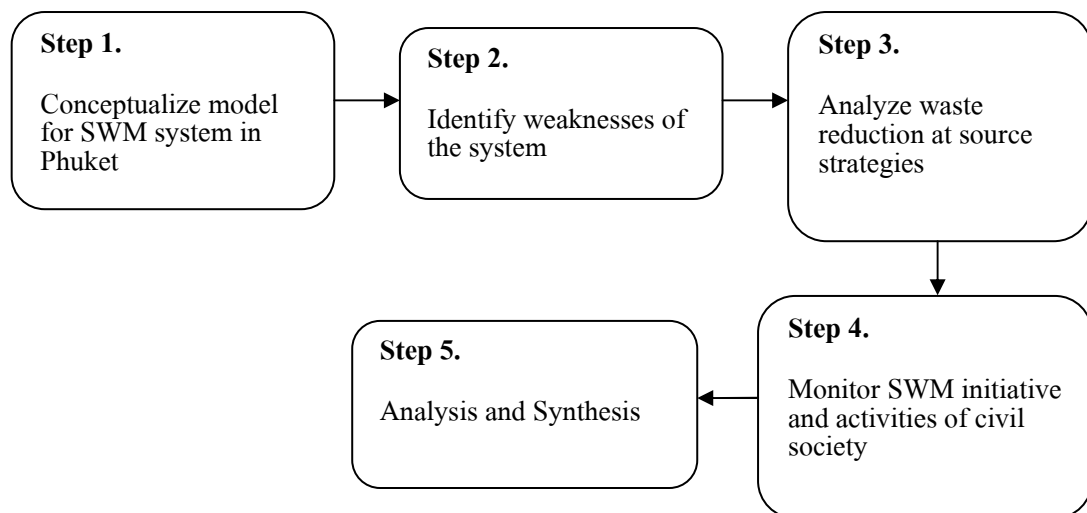 Step 1.
Conceptualize model
for SWM system in
Phuket
Step 2.
Identify weaknesses of
the system
Step 3.
Analyze waste
reduction at source
strategies
Step 4.
Monitor SWM initiative
and activities of civil
society
Step 5.
Analysis and Synthesis